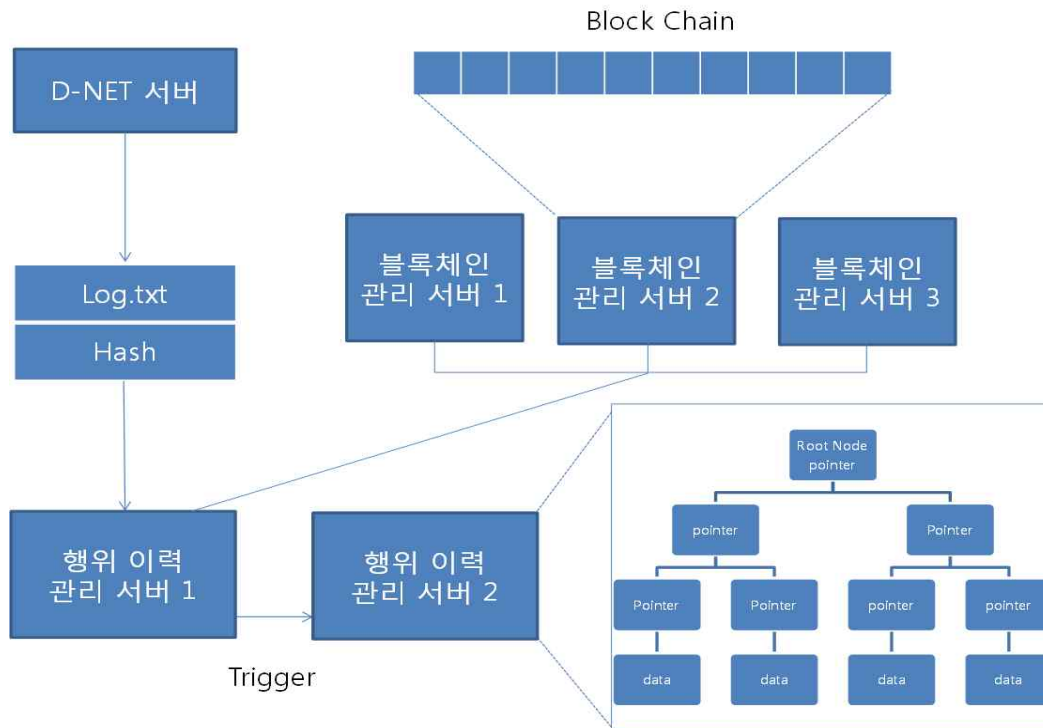 Block Chain
D-NET 서버
블록체인
관리 서버 1
블록체인
관리 서버 2
블록체인
관리 서버 3
Log.txt
Hash
행위 이력
관리 서버 1
행위 이력
관리 서버 2
Trigger
Root Node
pointer
pointer
Pointer
Pointer
Pointer
pointer
pointer
data
data
data
data